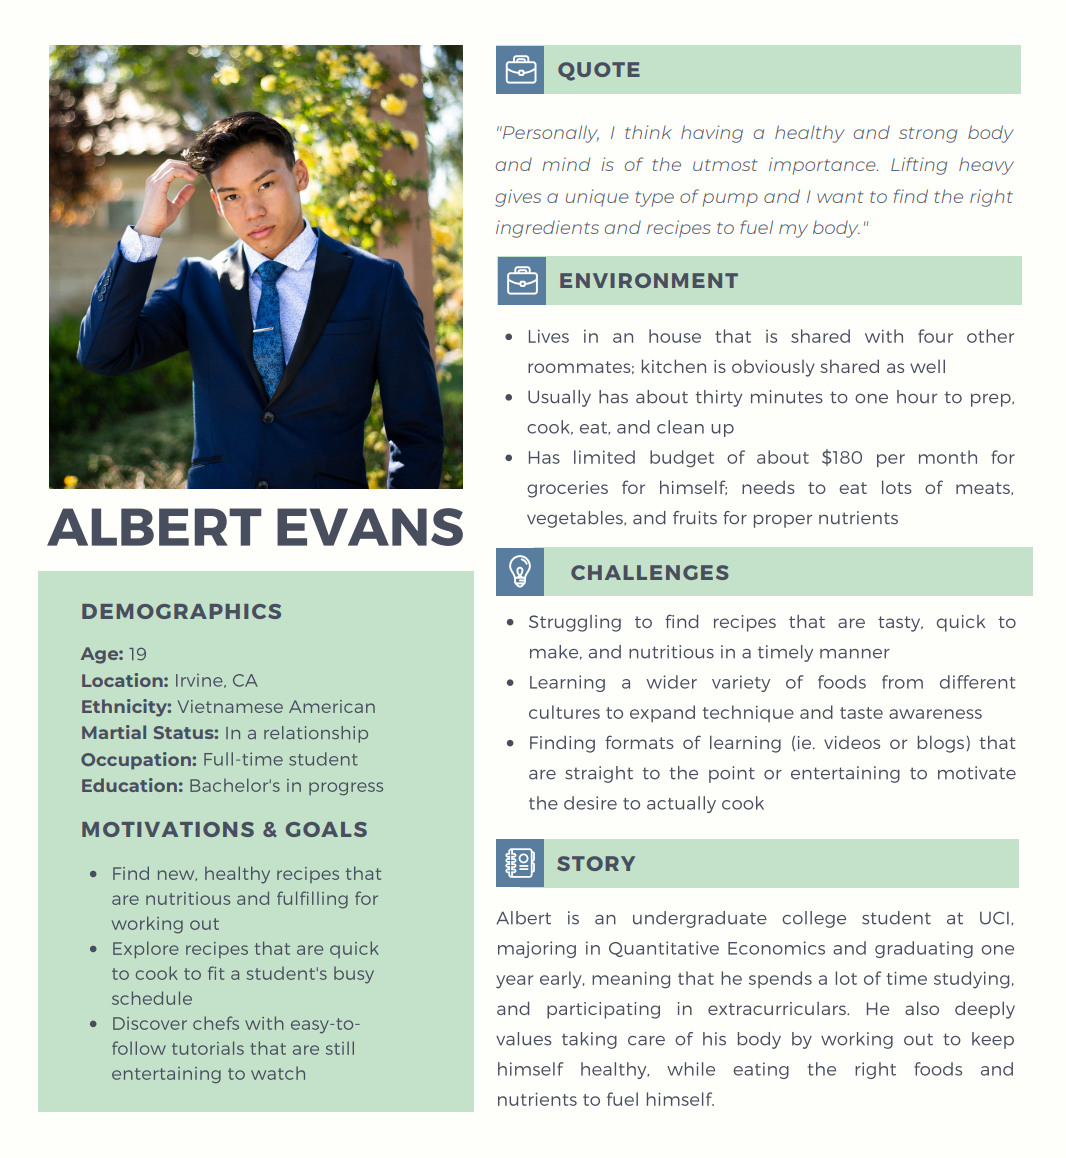 ALBERT EVANS
DEMOGRAPHICS
Age: 19
Location: Irvine, CA
Ethnicity: Vietnamese American
Martial Status: In a relationship
Occupation: Full-time student
Education: Bachelor's in progress
MOTIVATIONS & GOALS
• Find new, healthy recipes that
are nutritious and fulfilling for
working out
• Explore recipes that are quick
to cook to fit a student's busy
schedule
• Discover chefs with easy-to-
follow tutorials that are still
entertaining to watch
QUOTE
"Personally, I think having a healthy and strong body
and mind is of the utmost importance. Lifting heavy
gives a unique type of pump and I want to find the right
ingredients and recipes to fuel my body."
ENVIRONMENT
• Lives in an house that is shared with four other
roommates; kitchen is obviously shared as well
• Usually has about thirty minutes to one hour to prep,
cook, eat, and clean up
• Has limited budget of about $180 per month for
groceries for himself; needs to eat lots of meats,
vegetables, and fruits for proper nutrients
CHALLENGES
• Struggling to find recipes that are tasty, quick to
make, and nutritious in a timely manner
• Learning a wider variety of foods from different
cultures to expand technique and taste awareness
• Finding formats of learning (ie. videos or blogs) that
are straight to the point or entertaining to motivate
the desire to actually cook
STORY
Albert is an undergraduate college student at UCI,
majoring in Quantitative Economics and graduating one
year early, meaning that he spends a lot of time studying,
and participating in extracurriculars. He also deeply
values taking care of his body by working out to keep
himself healthy, while eating the right foods and
nutrients to fuel himself.